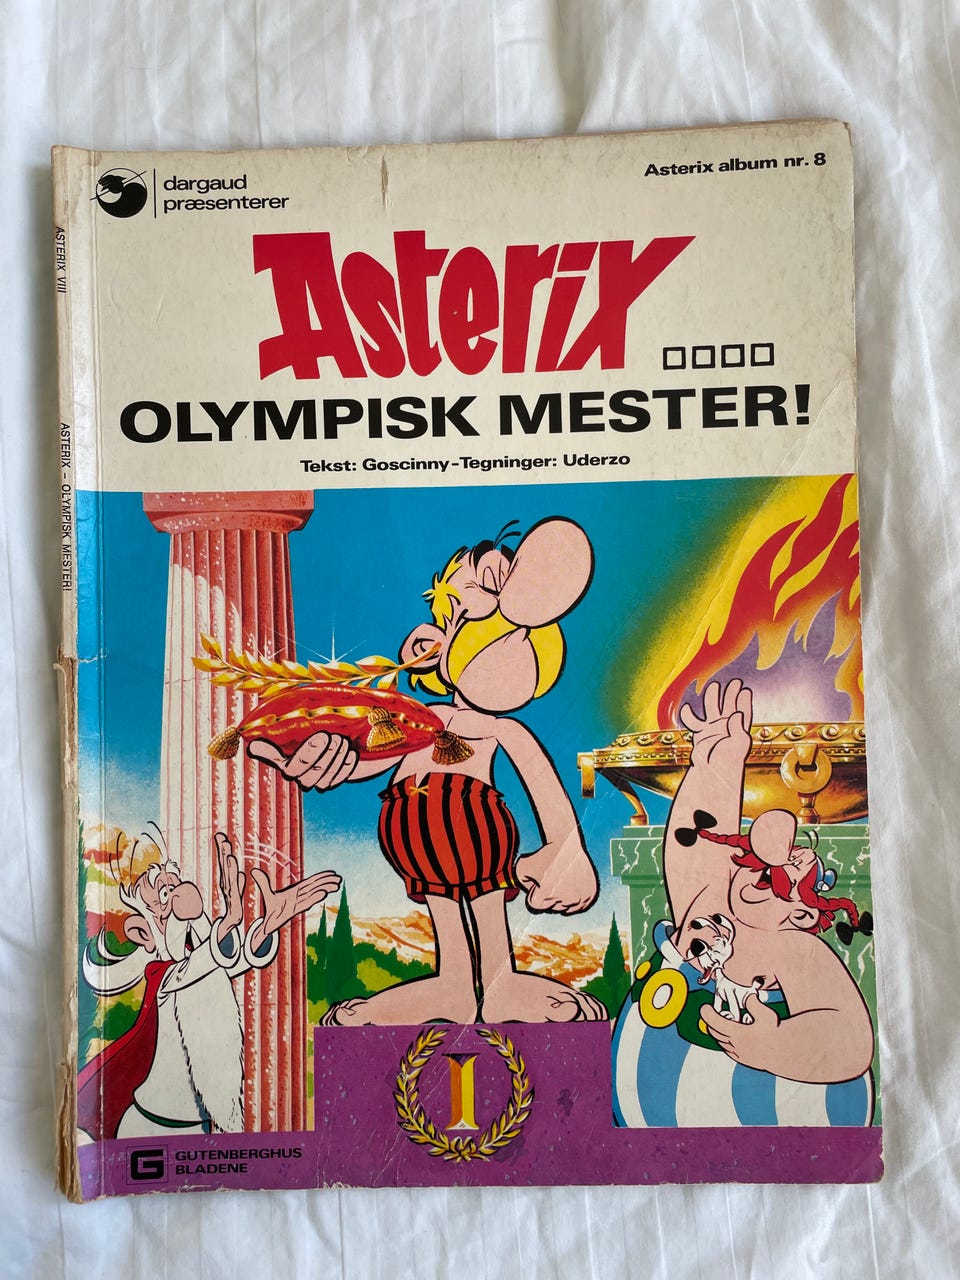 dargaud
præsenterer
Asterix album nr. 8
Asterix
OLYMPISK MESTER!
Tekst: Goscinny-Tegninger: Uderzo
ASTERIX VIII
ASTERIX - OLYMPISK MESTER!
I
G GUTENBERGHUS
BLADENE